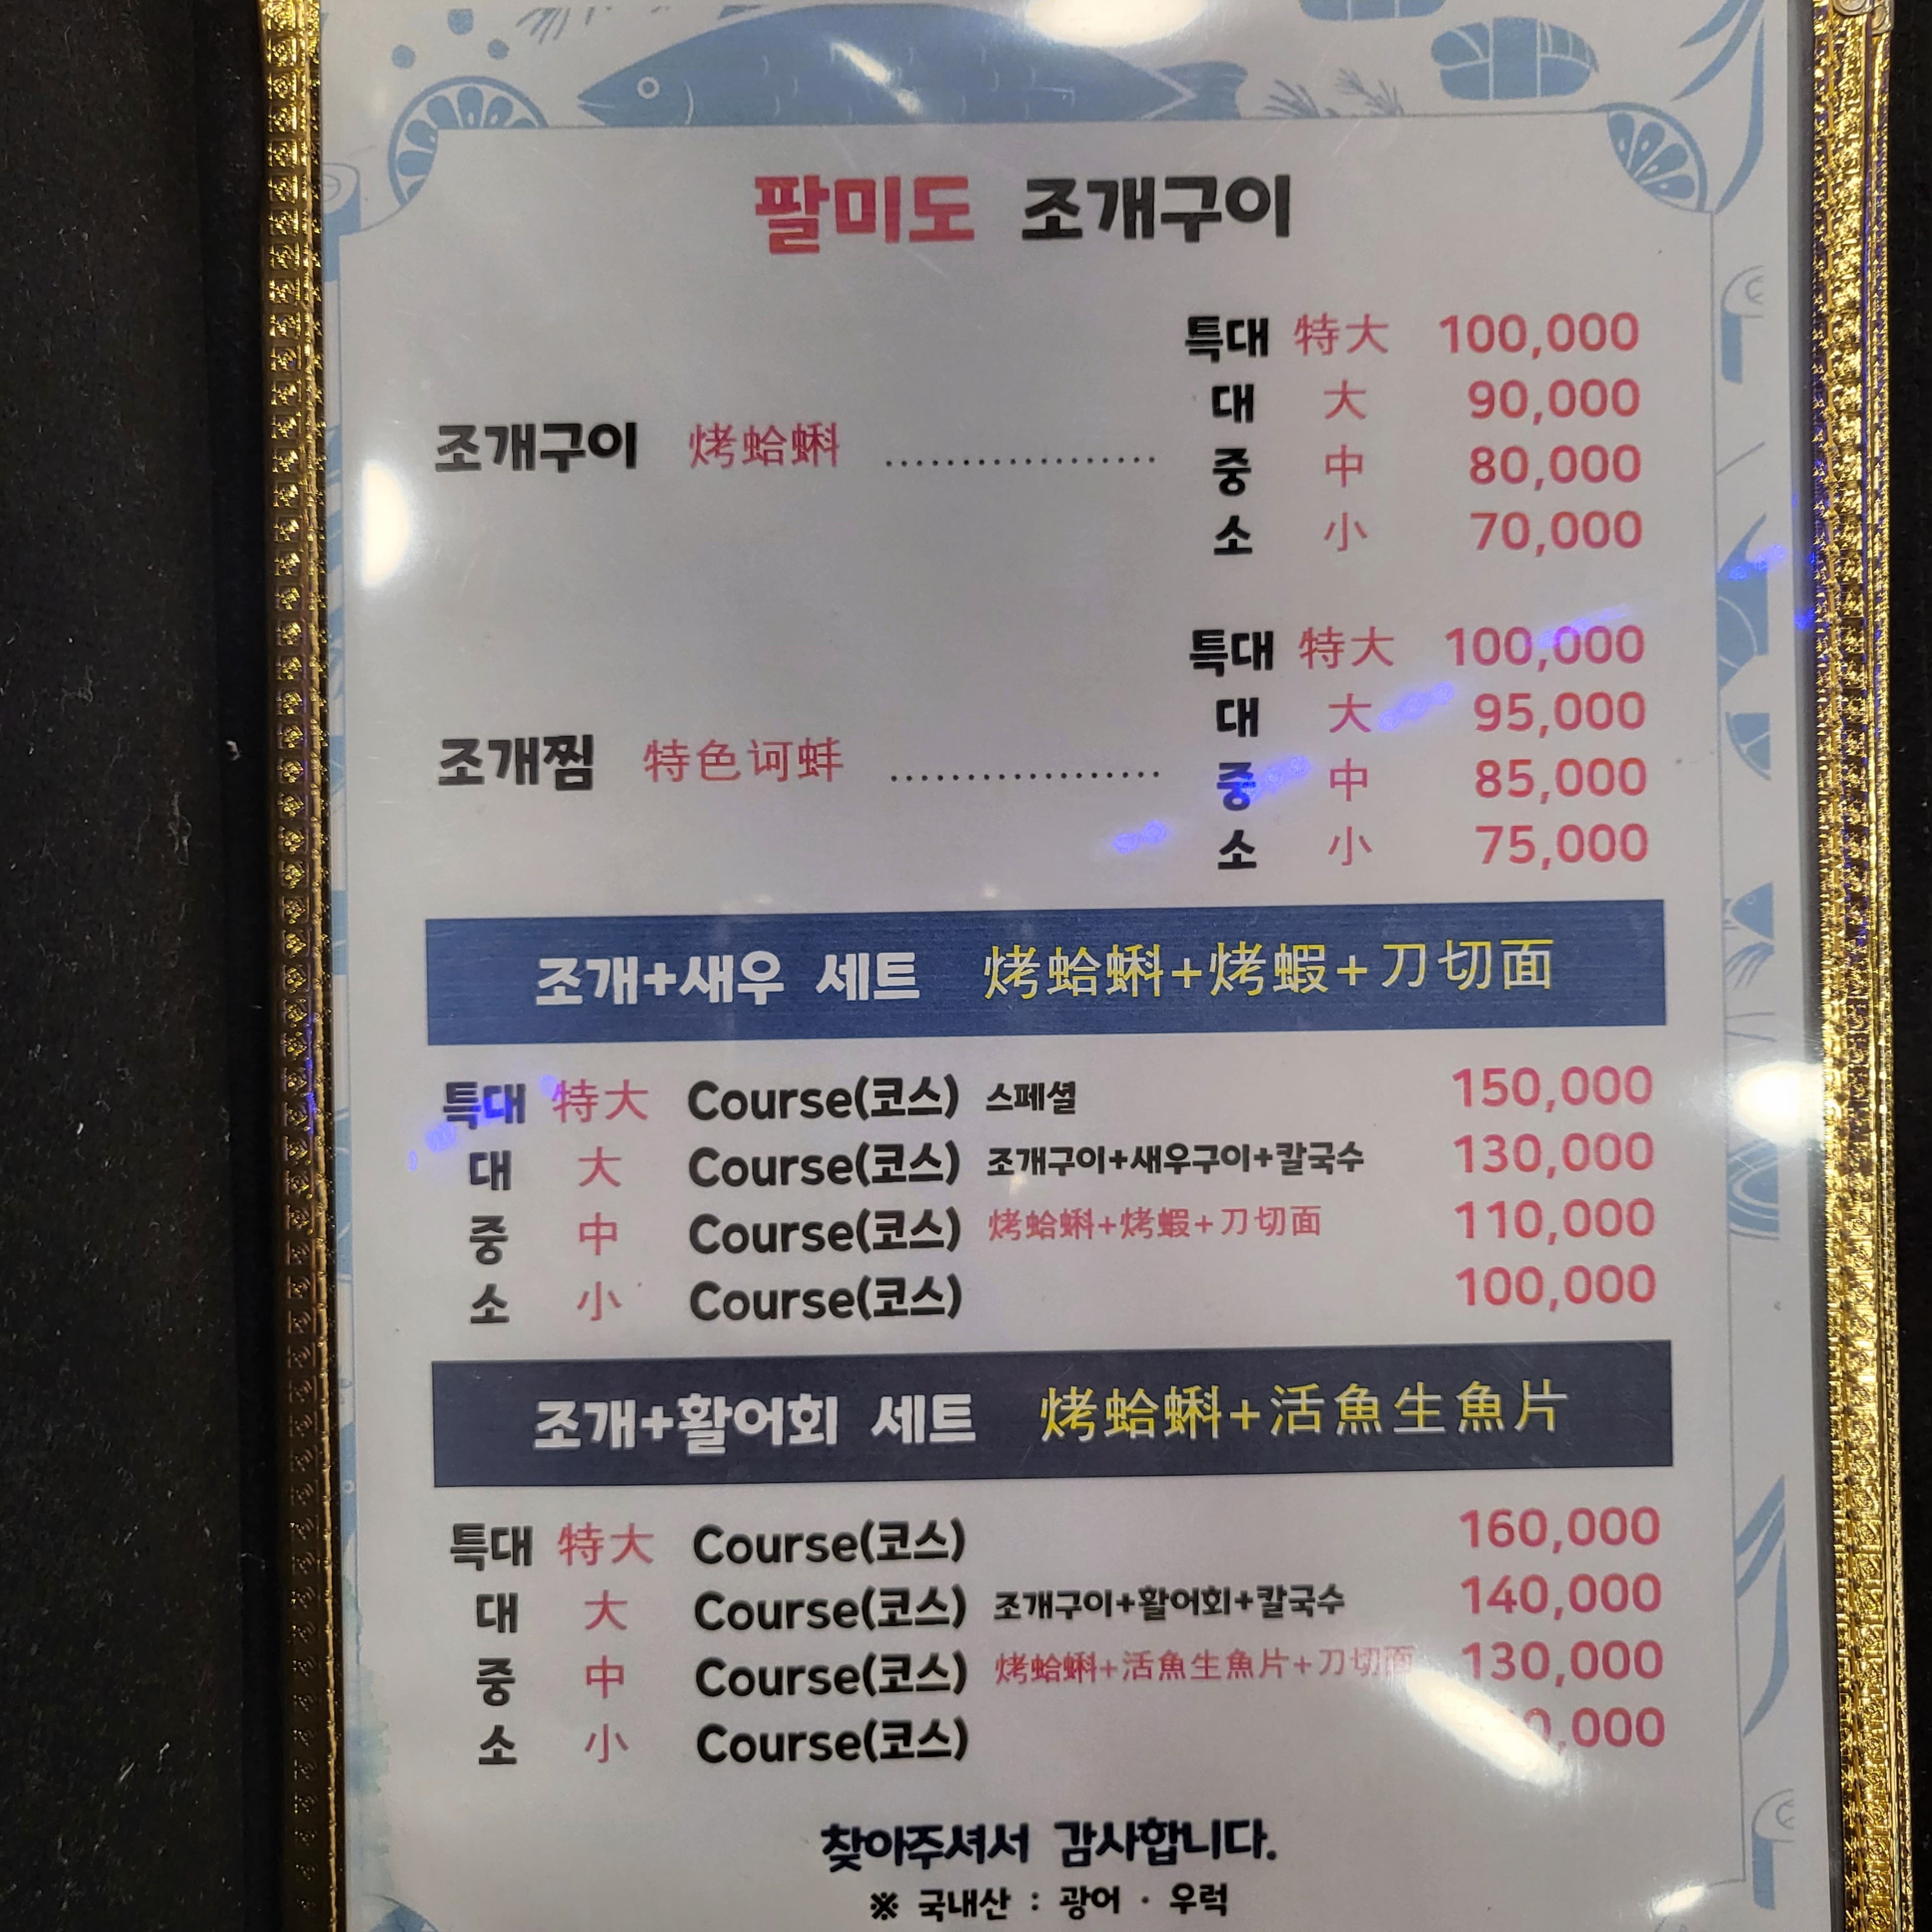 팔미도 조개구이
특대 特大 100,000
대 大 90,000
조개구이 烤蛤蝌
중 中 80,000
소 小 70,000
특대 特大 100,000
대 大 95,000
조개찜 特色诃蚌
중 中 85,000
소 小 75,000
조개+새우 세트 烤蛤蝌+烤蝦+刀切面
특대 特大 Course(코스) 스페셜 150,000
대 大 Course(코스) 조개구이+새우구이+칼국수 130,000
중 中 Course(코스) 烤蛤蝌+烤蝦+刀切面 110,000
소 小 Course(코스) 100,000
조개+활어회 세트 烤蛤蝌+活魚生魚片
특대 特大 Course(코스) 160,000
대 大 Course(코스) 조개구이+활어회+칼국수 140,000
중 中 Course(코스) 烤蛤蝌+活魚生魚片+刀切面 130,000
소 小 Course(코스)
찾아주셔서 감사합니다.
※ 국내산 : 광어 · 우럭